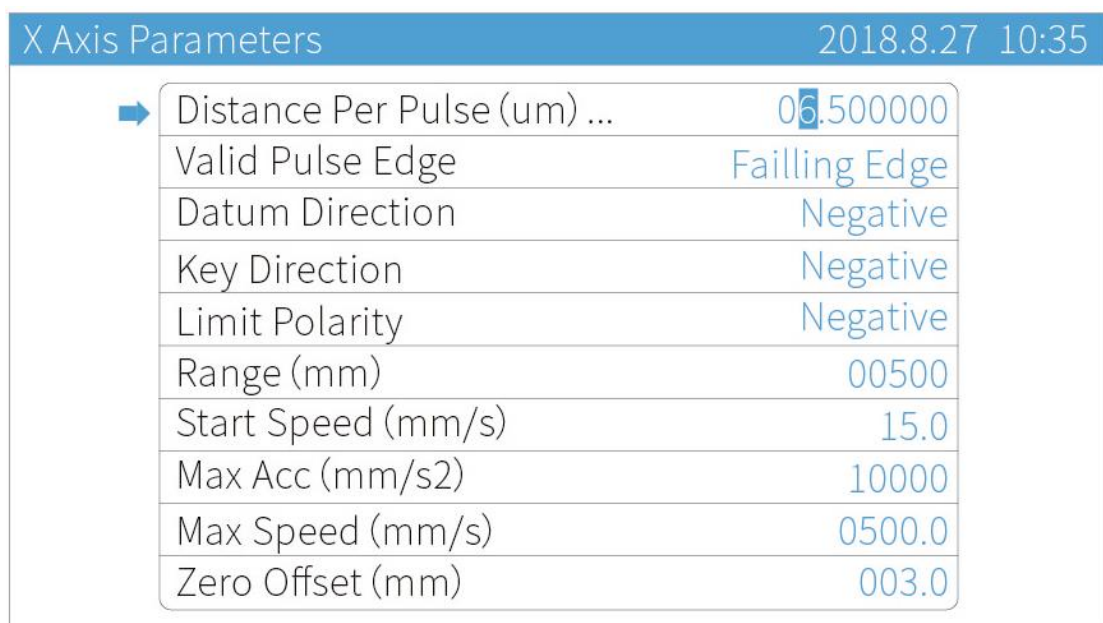 X Axis Parameters 2018.8.27 10:35
Distance Per Pulse (um) ... 06.500000
Valid Pulse Edge Failling Edge
Datum Direction Negative
Key Direction Negative
Limit Polarity Negative
Range (mm) 00500
Start Speed (mm/s) 15.0
Max Acc (mm/s2) 10000
Max Speed (mm/s) 0500.0
Zero Offset (mm) 003.0